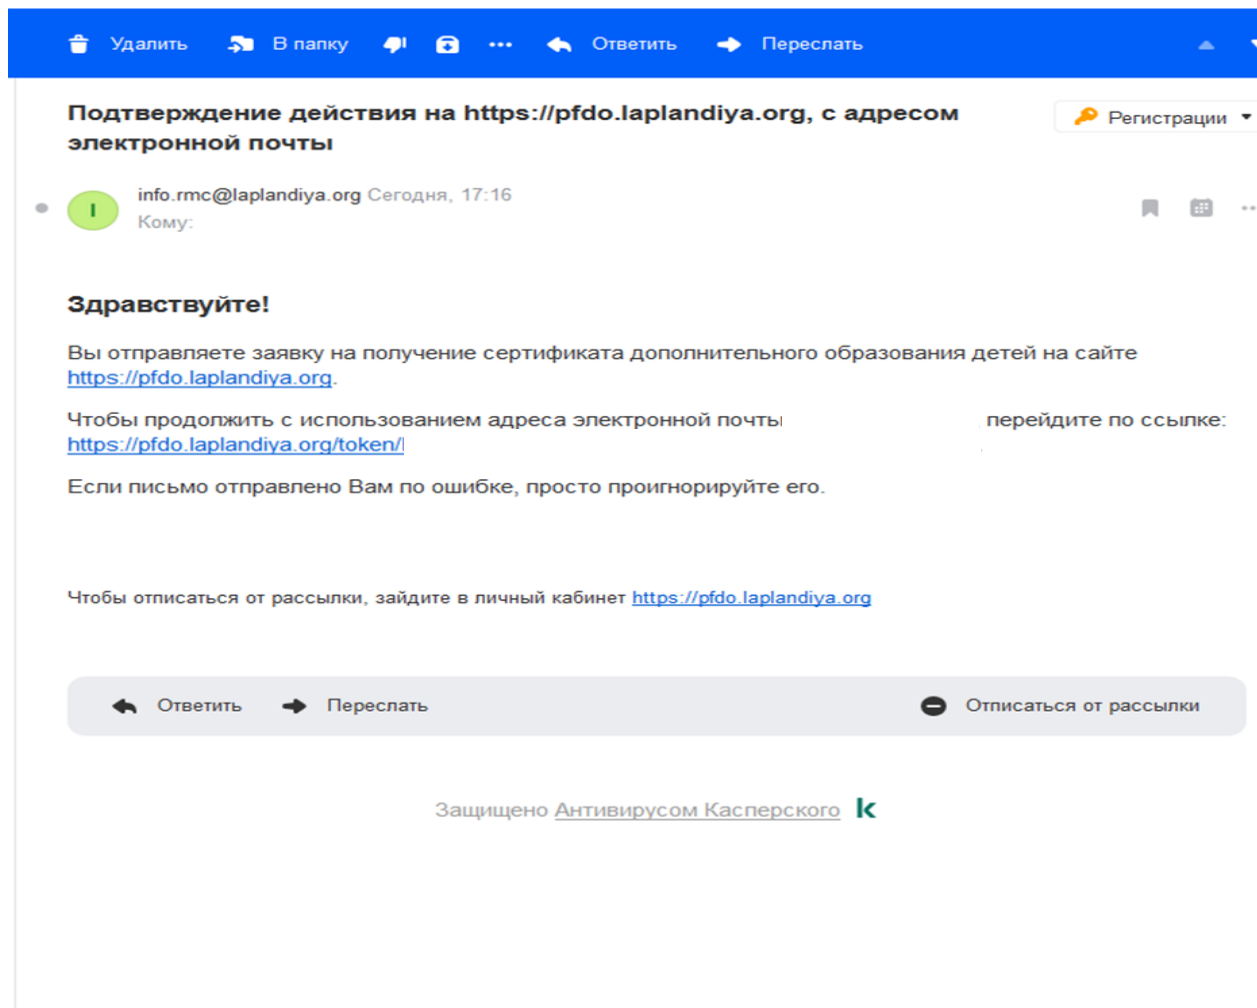 Удалить В папку Ответить Переслать
Подтверждение действия на https://pfdo.laplandiya.org, с адресом
электронной почты
Регистрации
I
info.rmc@laplandiya.org Сегодня, 17:16
Кому:
Здравствуйте!
Вы отправляете заявку на получение сертификата дополнительного образования детей на сайте
https://pfdo.laplandiya.org.
Чтобы продолжить с использованием адреса электронной почты перейдите по ссылке:
https://pfdo.laplandiya.org/token/
Если письмо отправлено Вам по ошибке, просто проигнорируйте его.
Чтобы отписаться от рассылки, зайдите в личный кабинет https://pfdo.laplandiya.org
Ответить Переслать Отписаться от рассылки
Защищено Антивирусом Касперского k